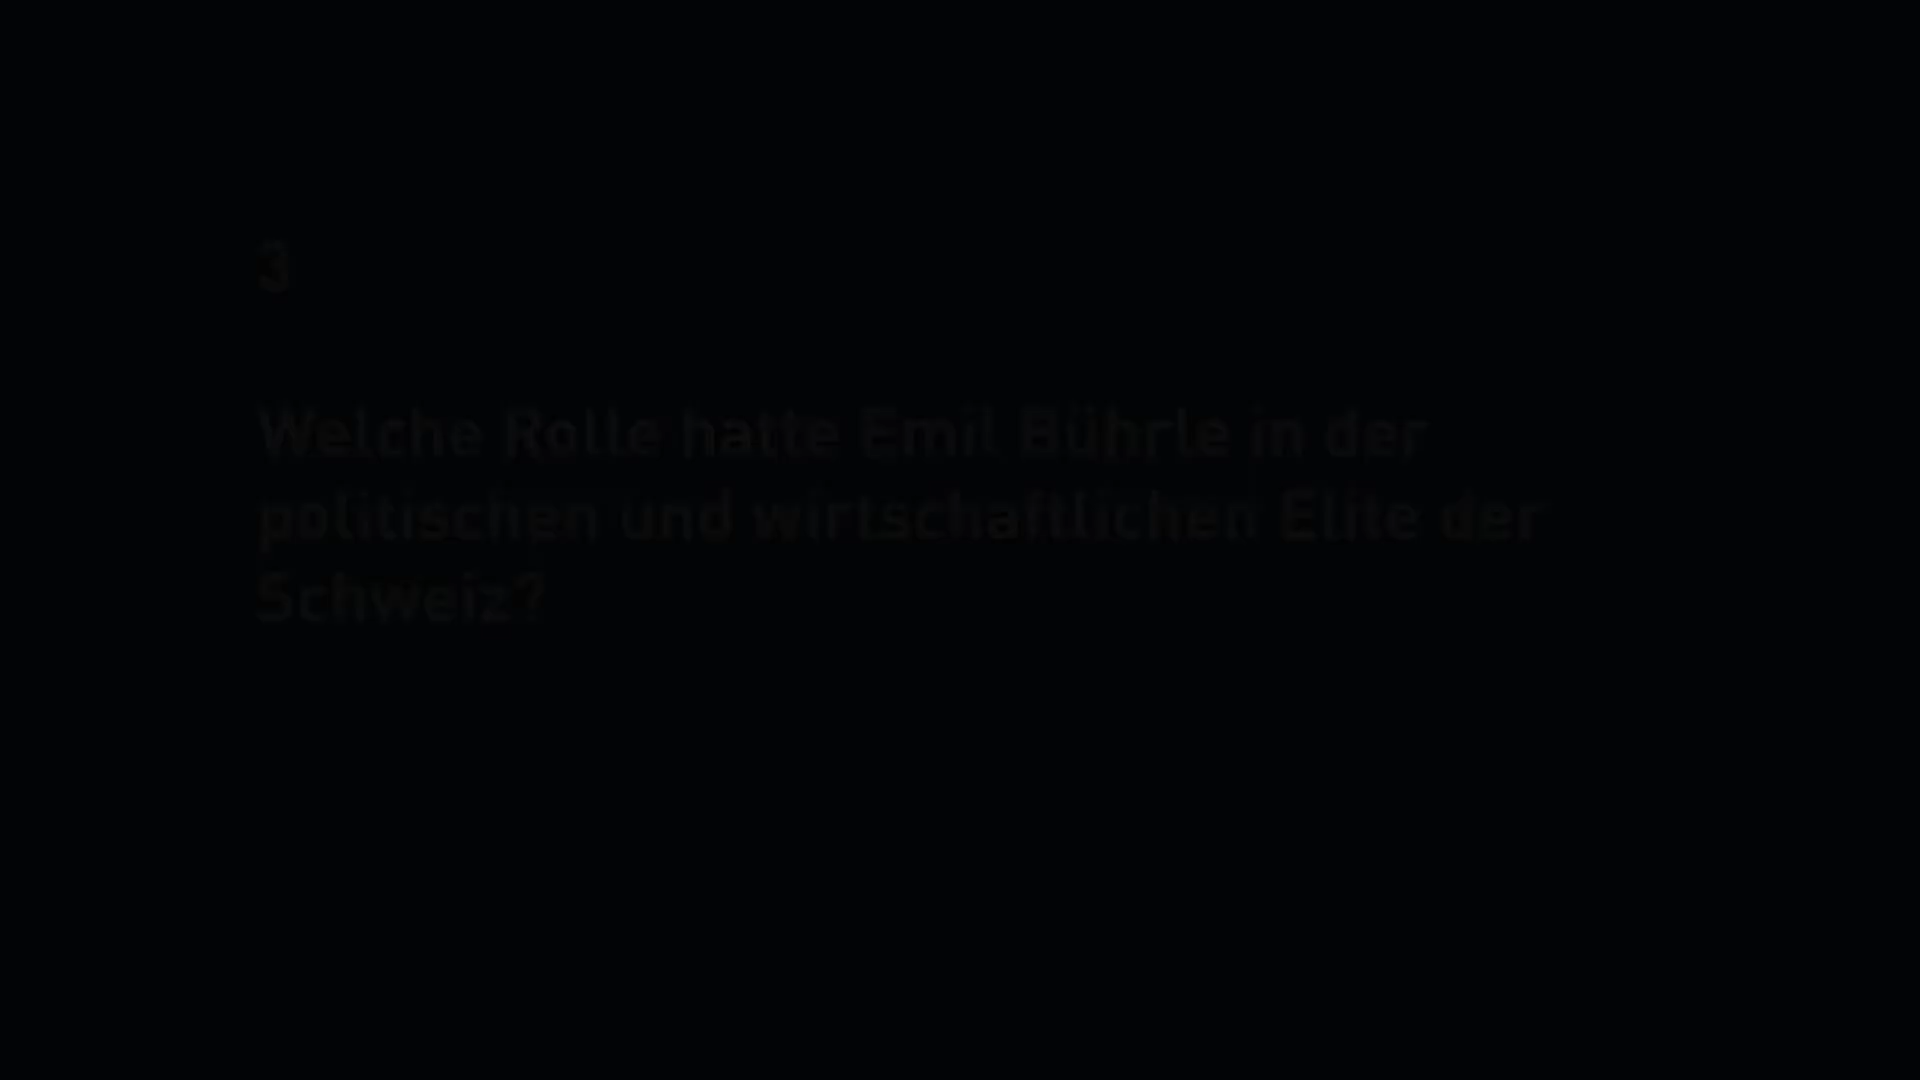 3
Welche Rolle hatte Emil Bührle in der
politischen und wirtschaftlichen Elite der
Schweiz?